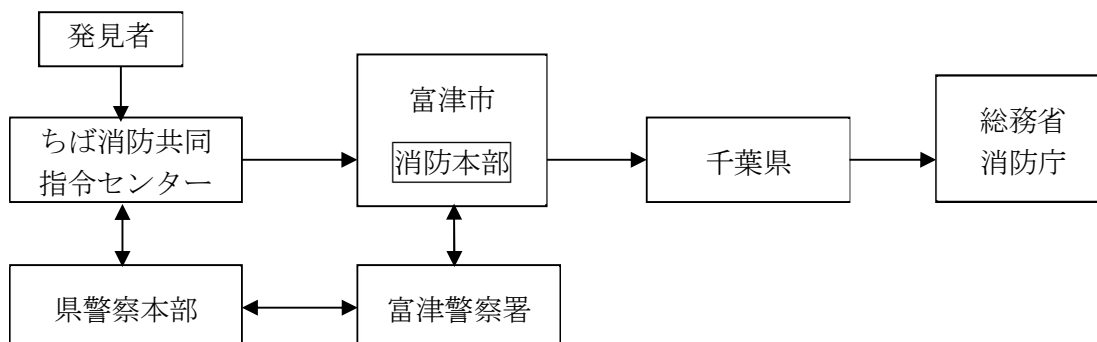 発見者
ちば消防共同
指令センター
富津市
消防本部
千葉県
総務省
消防庁
県警察本部
富津警察署